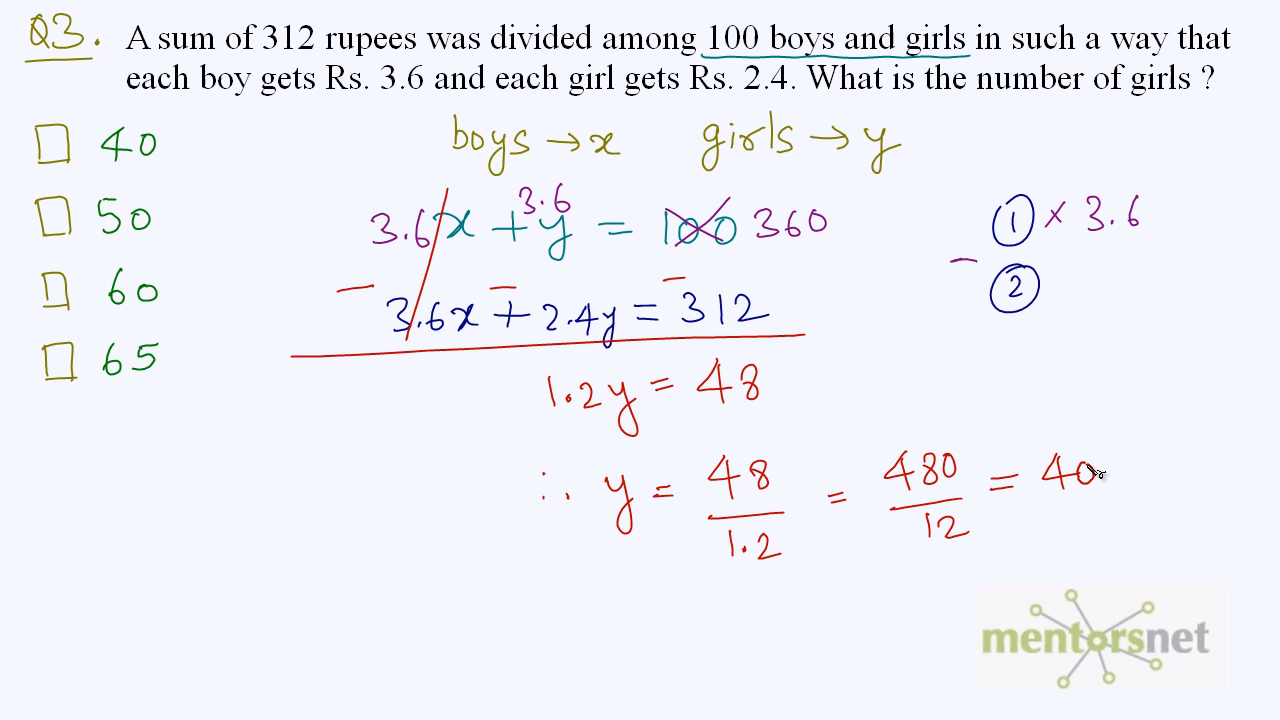 Q3. A sum of 312 rupees was divided among 100 boys and girls in such a way that
each boy gets Rs. 3.6 and each girl gets Rs. 2.4. What is the number of girls ?
boys → x girls → y
40
50
60
65
3.6x + 3.6y = 100 360
① × 3.6
- ②
3.6x + 2.4y = 312
- - -
1.2y = 48
∴ y = 48/1.2 = 480/12 = 40
mentorsnet